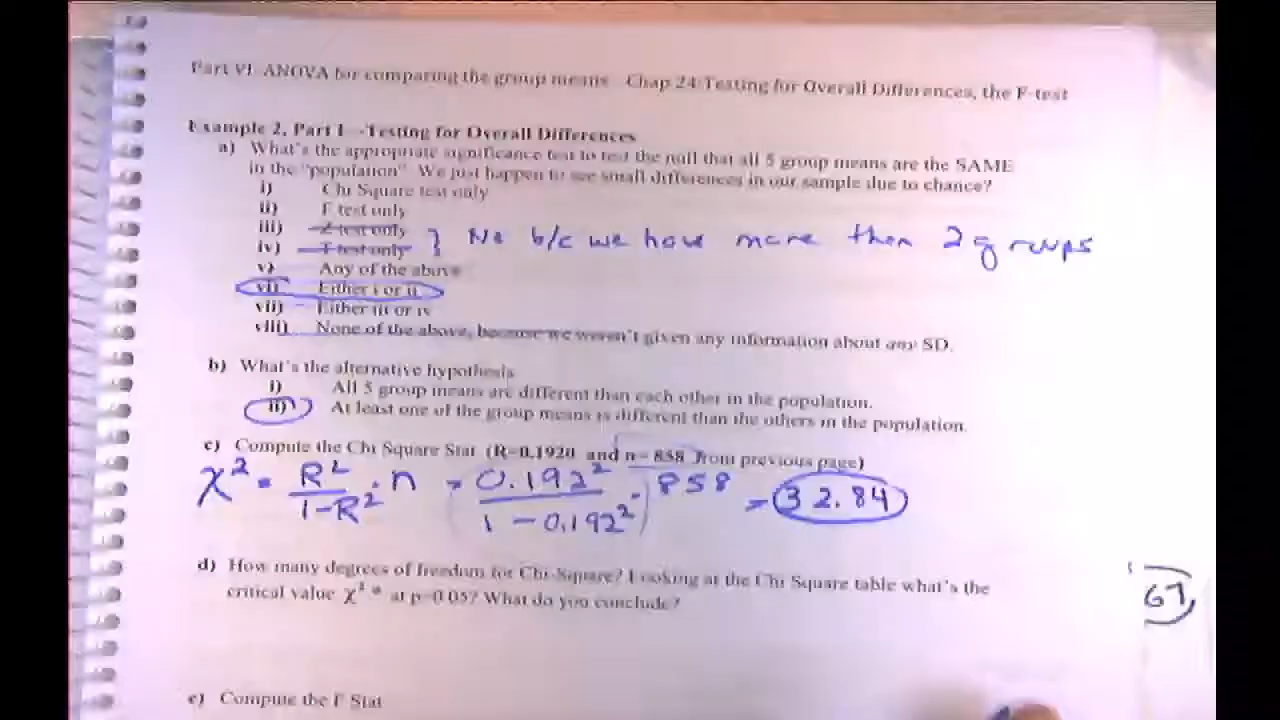 Part VI ANOVA for comparing the group means Chap 24 Testing for Overall Differences, the F-test
Example 2, Part I - Testing for Overall Differences
a) What's the appropriate significance test to test the null that all 5 group means are the SAME
in the "population". We just happen to see small differences in our sample due to chance?
i) Chi Square test only
ii) F test only
iii) Z test only
iv) T test only } No b/c we have more than 2 groups
v) Any of the above
vi) Either i or ii
vii) Either iii or iv
viii) None of the above, because we weren't given any information about any SD.
b) What's the alternative hypothesis
i) All 5 group means are different than each other in the population.
ii) At least one of the group means is different than the others in the population.
c) Compute the Chi Square Stat (R=0.1920 and n= 858 from previous page)
χ² = R²/(1-R²) · n = (0.192²/(1-0.192²)) · 858 = 32.84
d) How many degrees of freedom for Chi-Square? Looking at the Chi Square table what's the
critical value χ² * at p=0.05? What do you conclude?
67
e) Compute the F Stat